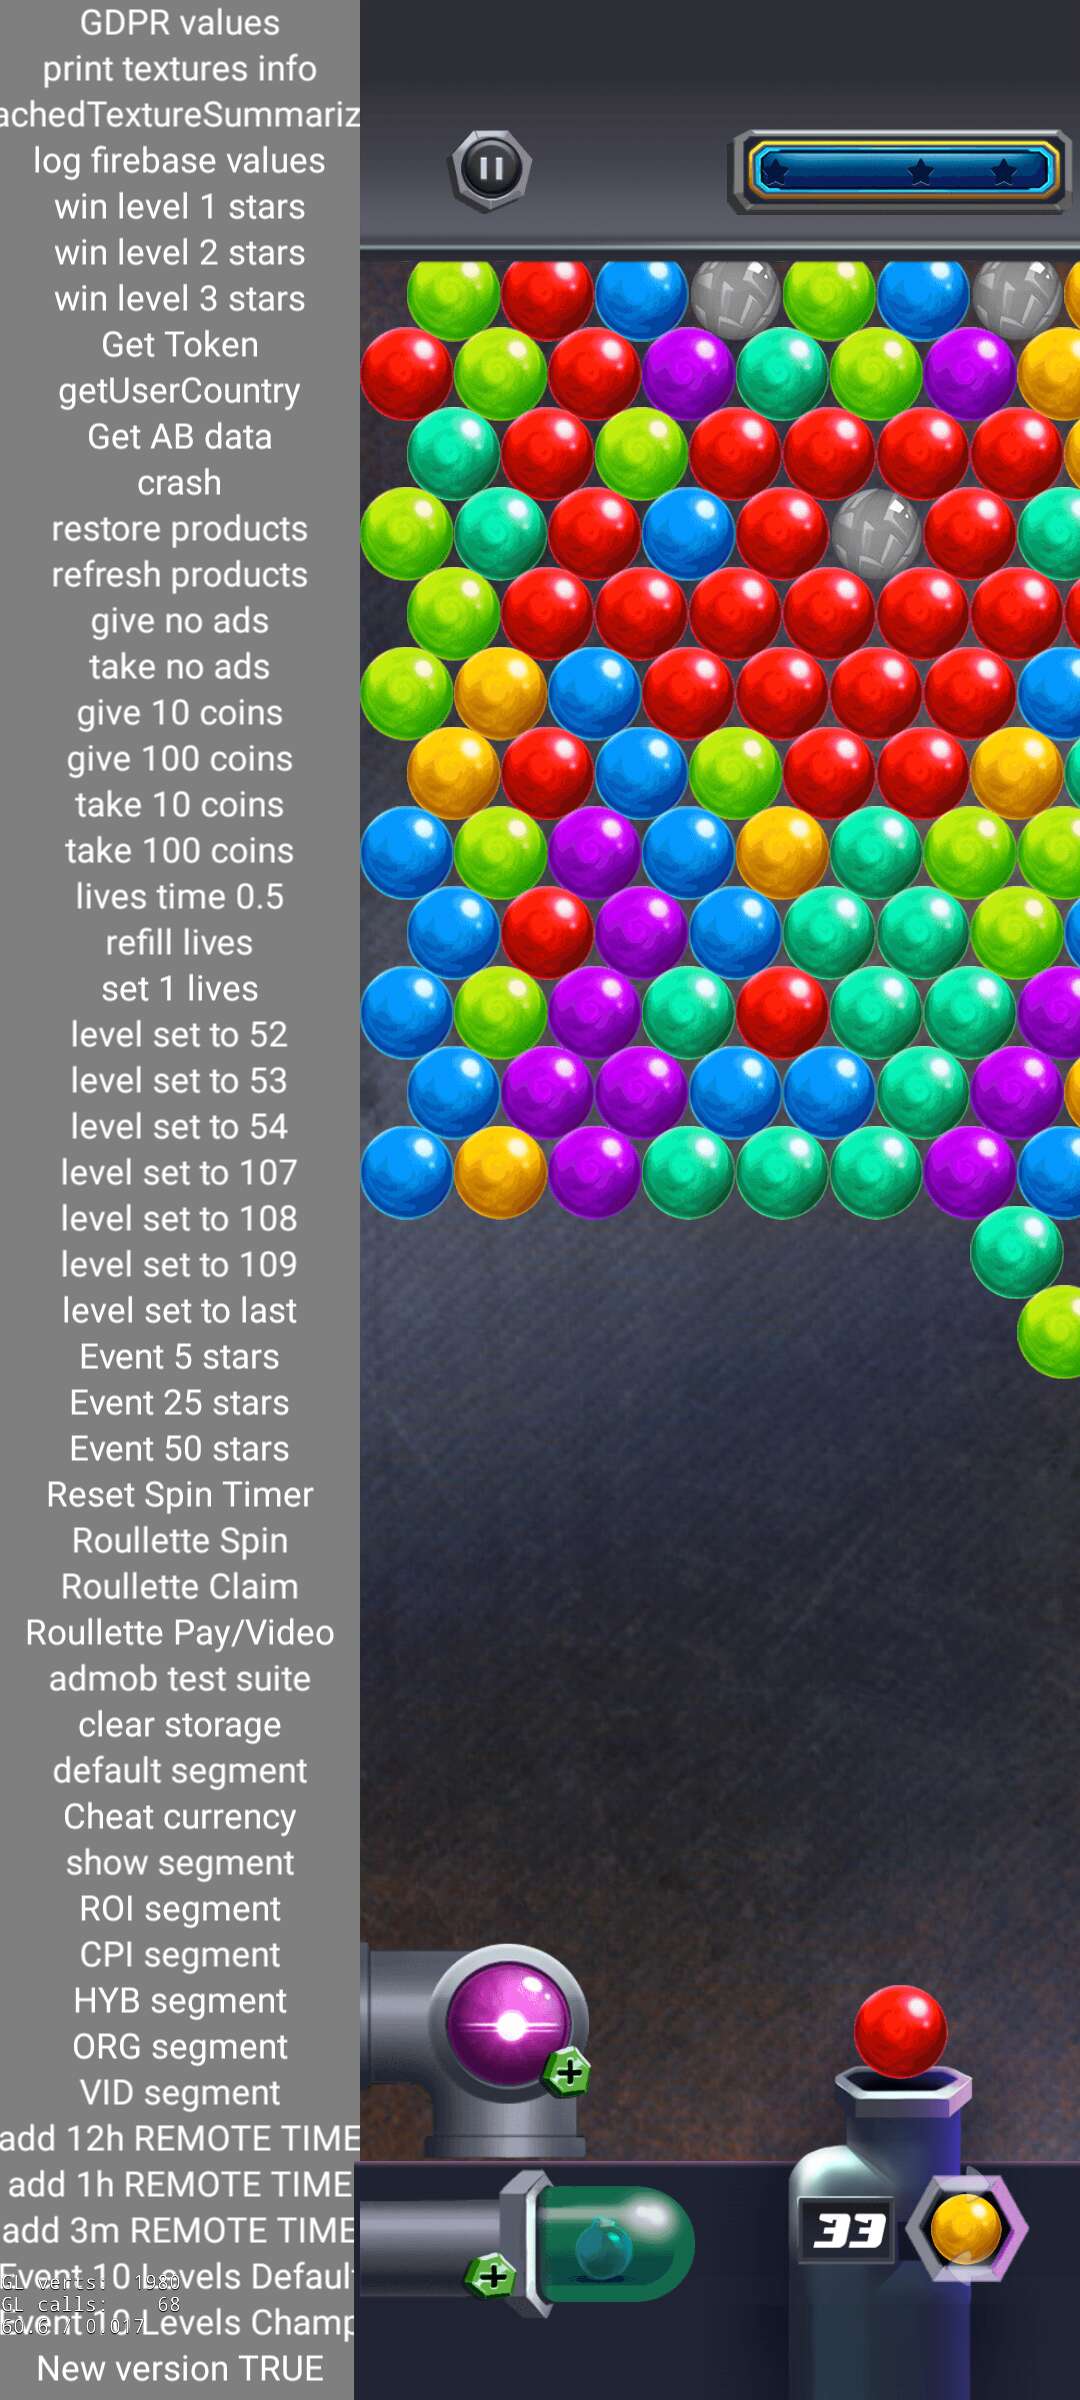 GDPR values
print textures info
achedTextureSummariz
log firebase values
win level 1 stars
win level 2 stars
win level 3 stars
Get Token
getUserCountry
Get AB data
crash
restore products
refresh products
give no ads
take no ads
give 10 coins
give 100 coins
take 10 coins
take 100 coins
lives time 0.5
refill lives
set 1 lives
level set to 52
level set to 53
level set to 54
level set to 107
level set to 108
level set to 109
level set to last
Event 5 stars
Event 25 stars
Event 50 stars
Reset Spin Timer
Roullette Spin
Roullette Claim
Roullette Pay/Video
admob test suite
clear storage
default segment
Cheat currency
show segment
ROI segment
CPI segment
HYB segment
ORG segment
VID segment
add 12h REMOTE TIME
add 1h REMOTE TIME
add 3m REMOTE TIME
33
Event 10 Levels Defaul
GL verts: 1980
GL calls: 68
60.6 / 0.017
Event 10 Levels Champ
New version TRUE